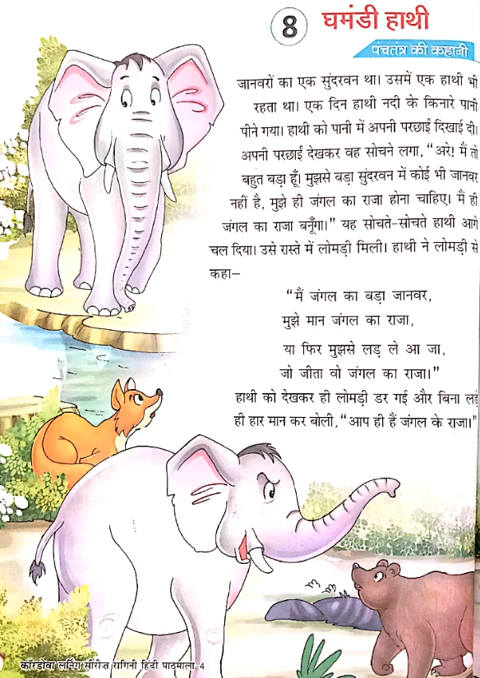 8
घमंडी हाथी
पंचतंत्र की कहानी
जानवरों का एक सुंदरवन था। उसमें एक हाथी भी
रहता था। एक दिन हाथी नदी के किनारे पानी
पीने गया। हाथी को पानी में अपनी परछाई दिखाई दी।
अपनी परछाई देखकर वह सोचने लगा, “अरे! मैं तो
बहुत बड़ा हूँ। मुझसे बड़ा सुंदरवन में कोई भी जानवर
नहीं है, मुझे ही जंगल का राजा होना चाहिए। मैं ही
जंगल का राजा बनूँगा।” यह सोचते-सोचते हाथी आगे
चल दिया। उसे रास्ते में लोमड़ी मिली। हाथी ने लोमड़ी से
कहा–
“मैं जंगल का बड़ा जानवर,
मुझे मान जंगल का राजा,
या फिर मुझसे लड़ ले आ जा,
जो जीता वो जंगल का राजा।”
हाथी को देखकर ही लोमड़ी डर गई और बिना लड़े
ही हार मान कर बोली, “आप ही हैं जंगल के राजा।”
कॉरडोवा लर्निंग सीरीज़ रागिनी हिंदी पाठमाला 4